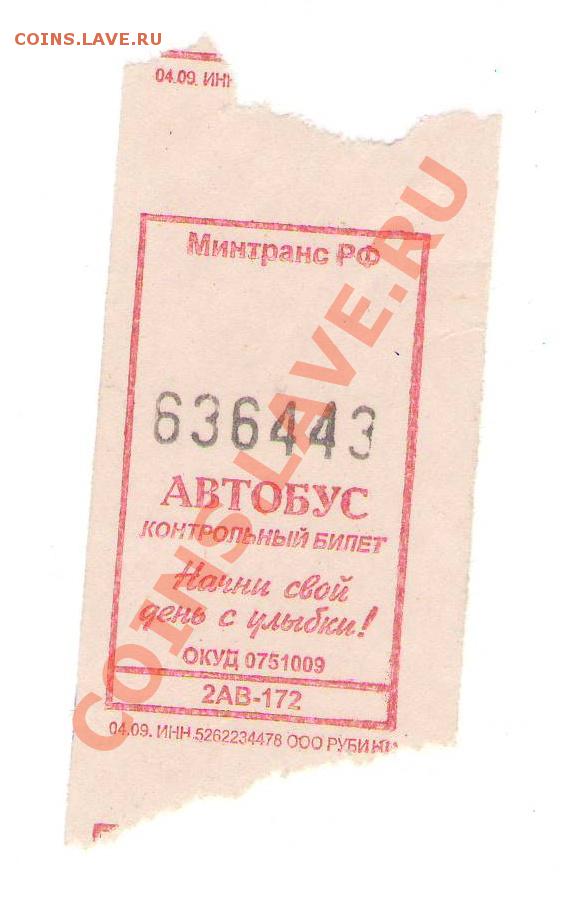 COINS.LAVE.RU
04.09. ИНН
Минтранс РФ
636443
АВТОБУС
КОНТРОЛЬНЫЙ БИЛЕТ
Начни свой
день с улыбки!
ОКУД 0751009
2АВ-172
04.09. ИНН 5262234478 ООО РУБИКИ
COINS.LAVE.RU